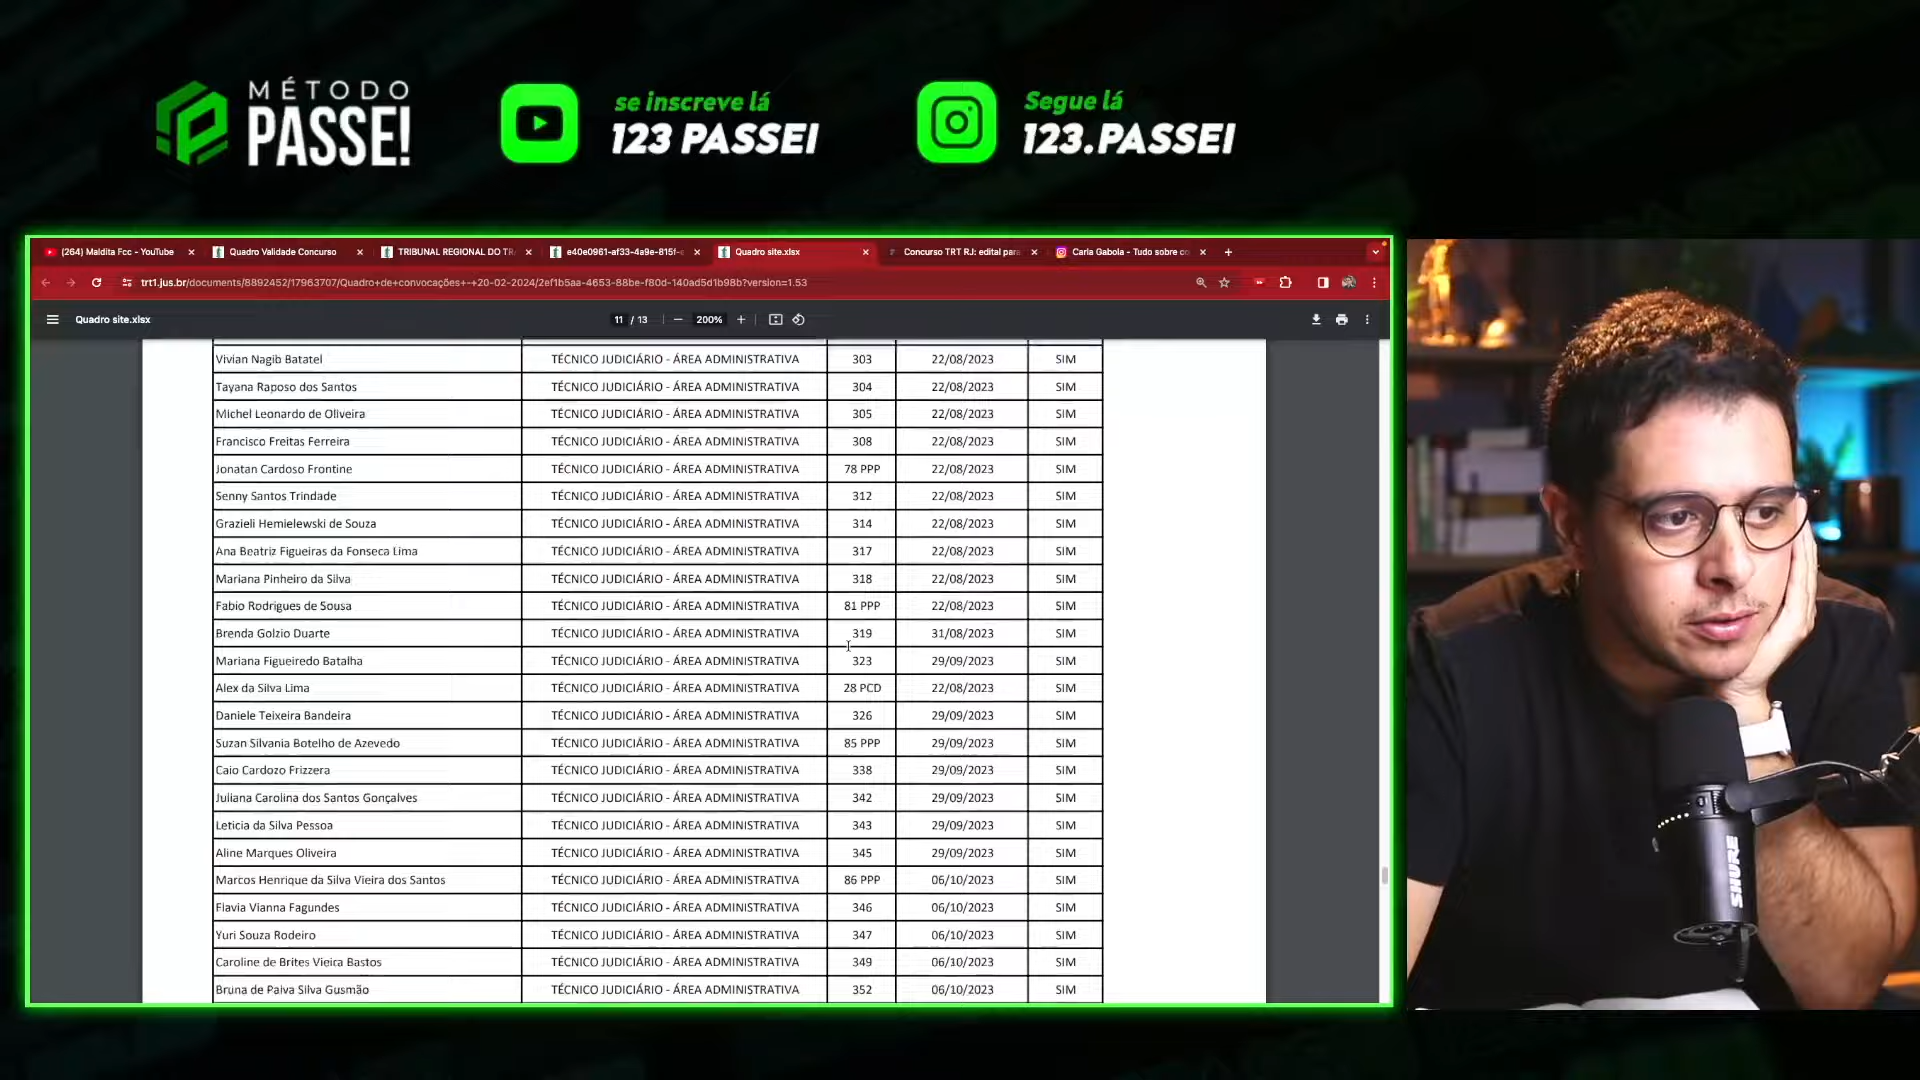 MÉTODO
PASSE!
se inscreve lá
123 PASSEI
Segue lá
123.PASSEI
(264) Maldita Fcc - YouTube
Quadro Validade Concurso
TRIBUNAL REGIONAL DO TR
e40e0961-af33-4a9e-815f-
Quadro site.xlsx
Concurso TRT RJ: edital para
Carla Gabola - Tudo sobre co
trt1.jus.br/documents/8892452/17963707/Quadro+de+convocações+-+20-02-2024/2ef1b5aa-4653-88be-f80d-140ad5d1b98b?version=1.53
Quadro site.xlsx
11 / 13
200%
Vivian Nagib Batatel TÉCNICO JUDICIÁRIO - ÁREA ADMINISTRATIVA 303 22/08/2023 SIM
Tayana Raposo dos Santos TÉCNICO JUDICIÁRIO - ÁREA ADMINISTRATIVA 304 22/08/2023 SIM
Michel Leonardo de Oliveira TÉCNICO JUDICIÁRIO - ÁREA ADMINISTRATIVA 305 22/08/2023 SIM
Francisco Freitas Ferreira TÉCNICO JUDICIÁRIO - ÁREA ADMINISTRATIVA 308 22/08/2023 SIM
Jonatan Cardoso Frontine TÉCNICO JUDICIÁRIO - ÁREA ADMINISTRATIVA 78 PPP 22/08/2023 SIM
Senny Santos Trindade TÉCNICO JUDICIÁRIO - ÁREA ADMINISTRATIVA 312 22/08/2023 SIM
Grazieli Hemielewski de Souza TÉCNICO JUDICIÁRIO - ÁREA ADMINISTRATIVA 314 22/08/2023 SIM
Ana Beatriz Figueiras da Fonseca Lima TÉCNICO JUDICIÁRIO - ÁREA ADMINISTRATIVA 317 22/08/2023 SIM
Mariana Pinheiro da Silva TÉCNICO JUDICIÁRIO - ÁREA ADMINISTRATIVA 318 22/08/2023 SIM
Fabio Rodrigues de Sousa TÉCNICO JUDICIÁRIO - ÁREA ADMINISTRATIVA 81 PPP 22/08/2023 SIM
Brenda Golzio Duarte TÉCNICO JUDICIÁRIO - ÁREA ADMINISTRATIVA 319 31/08/2023 SIM
Mariana Figueiredo Batalha TÉCNICO JUDICIÁRIO - ÁREA ADMINISTRATIVA 323 29/09/2023 SIM
Alex da Silva Lima TÉCNICO JUDICIÁRIO - ÁREA ADMINISTRATIVA 28 PCD 22/08/2023 SIM
Daniele Teixeira Bandeira TÉCNICO JUDICIÁRIO - ÁREA ADMINISTRATIVA 326 29/09/2023 SIM
Suzan Silvania Botelho de Azevedo TÉCNICO JUDICIÁRIO - ÁREA ADMINISTRATIVA 85 PPP 29/09/2023 SIM
Caio Cardozo Frizzera TÉCNICO JUDICIÁRIO - ÁREA ADMINISTRATIVA 338 29/09/2023 SIM
Juliana Carolina dos Santos Gonçalves TÉCNICO JUDICIÁRIO - ÁREA ADMINISTRATIVA 342 29/09/2023 SIM
Leticia da Silva Pessoa TÉCNICO JUDICIÁRIO - ÁREA ADMINISTRATIVA 343 29/09/2023 SIM
Aline Marques Oliveira TÉCNICO JUDICIÁRIO - ÁREA ADMINISTRATIVA 345 29/09/2023 SIM
Marcos Henrique da Silva Vieira dos Santos TÉCNICO JUDICIÁRIO - ÁREA ADMINISTRATIVA 86 PPP 06/10/2023 SIM
Flavia Vianna Fagundes TÉCNICO JUDICIÁRIO - ÁREA ADMINISTRATIVA 346 06/10/2023 SIM
Yuri Souza Rodeiro TÉCNICO JUDICIÁRIO - ÁREA ADMINISTRATIVA 347 06/10/2023 SIM
Caroline de Brites Vieira Bastos TÉCNICO JUDICIÁRIO - ÁREA ADMINISTRATIVA 349 06/10/2023 SIM
Bruna de Paiva Silva Gusmão TÉCNICO JUDICIÁRIO - ÁREA ADMINISTRATIVA 352 06/10/2023 SIM
SHURE